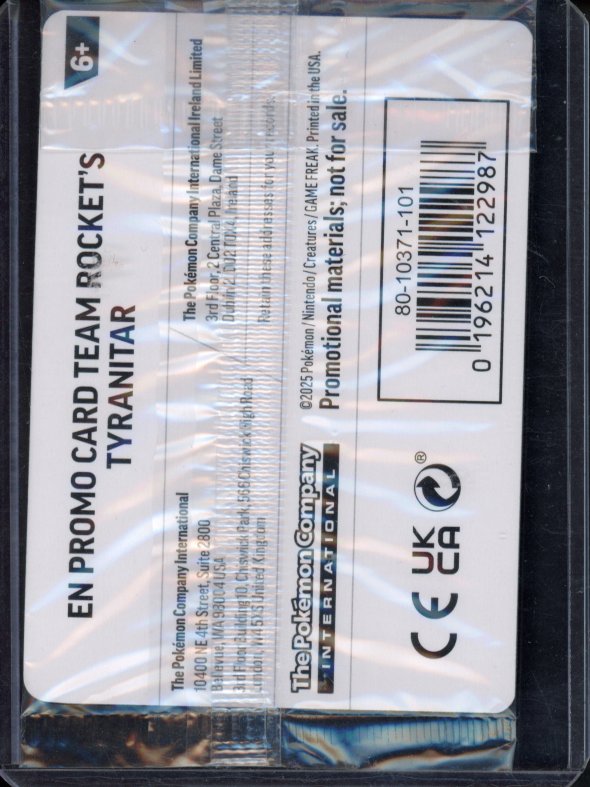 6+
EN PROMO CARD TEAM ROCKET'S
TYRANITAR
The Pokémon Company International
10400 NE 4th Street, Suite 2800
Bellevue, WA 98004 USA
3rd Floor Building 10, Chiswick Park, 566 Chiswick High Road
London, W4 5XS United Kingdom
The Pokémon Company International Ireland Limited
3rd Floor, 2 Central Plaza, Dame Street
Dublin 2, D02 T0X4, Ireland
Retain these addresses for your records.
The Pokémon Company
INTERNATIONAL
©2025 Pokémon / Nintendo / Creatures / GAME FREAK. Printed in the USA.
Promotional materials; not for sale.
CE
UK
CA
®
80-10371-101
0 196214 122987